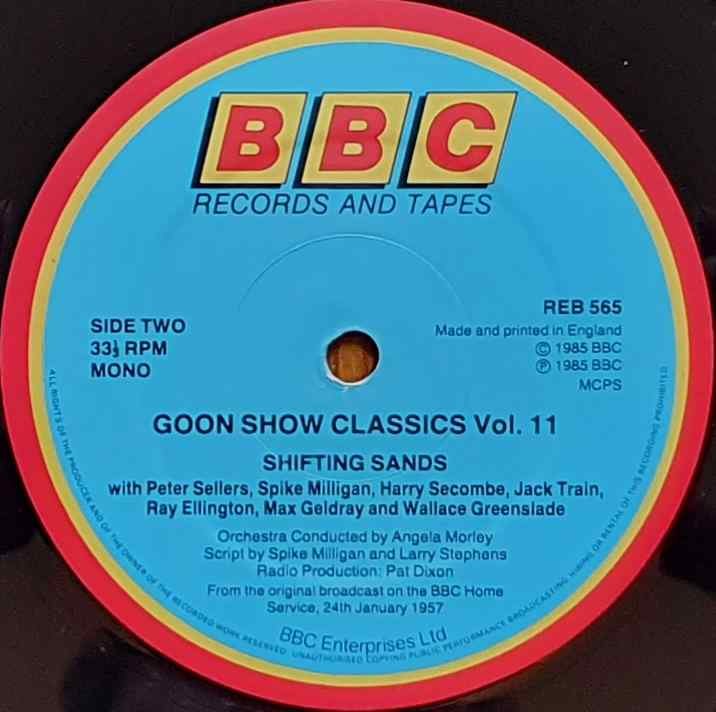 BBC
RECORDS AND TAPES
SIDE TWO
33⅓ RPM
MONO
REB 565
Made and printed in England
© 1985 BBC
℗ 1985 BBC
MCPS
GOON SHOW CLASSICS Vol. 11
SHIFTING SANDS
with Peter Sellers, Spike Milligan, Harry Secombe, Jack Train,
Ray Ellington, Max Geldray and Wallace Greenslade
Orchestra Conducted by Angela Morley
Script by Spike Milligan and Larry Stephens
Radio Production: Pat Dixon
From the original broadcast on the BBC Home
Service, 24th January 1957
BBC Enterprises Ltd
ALL RIGHTS OF THE PRODUCER AND OF THE OWNER OF THE RECORDED WORK RESERVED. UNAUTHORISED COPYING PUBLIC PERFORMANCE BROADCASTING, HIRING OR RENTAL OF THIS RECORDING PROHIBITED